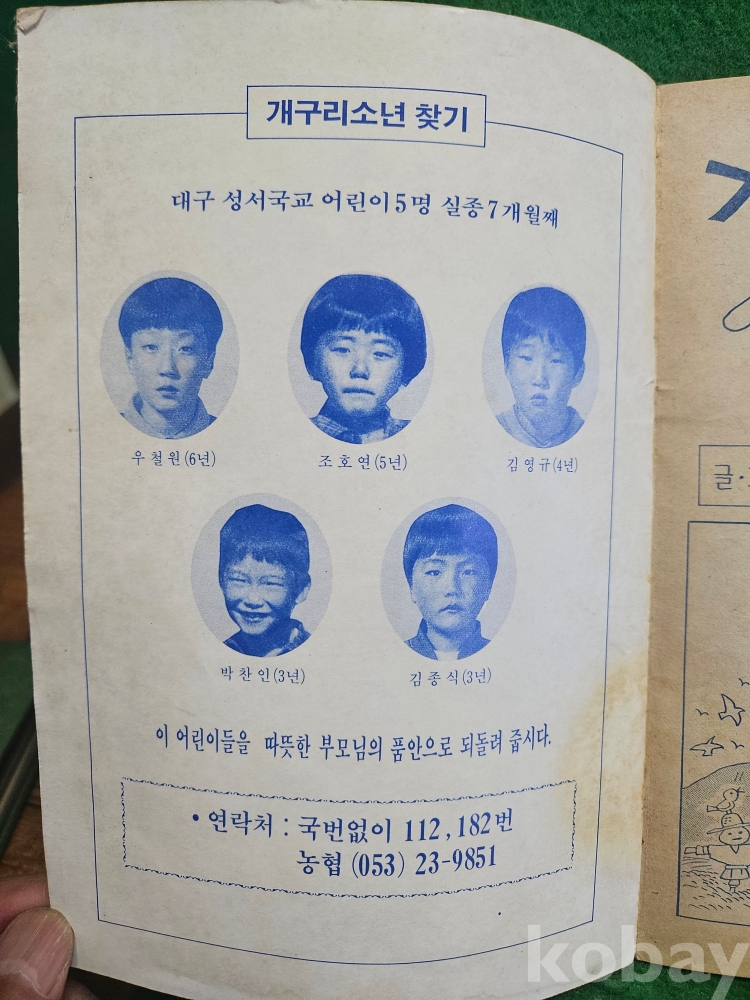 개구리소년 찾기
대구 성서국교 어린이 5명 실종 7개월째
우철원(6년)
조호연(5년)
김영규(4년)
박찬인(3년)
김종식(3년)
이 어린이들을 따뜻한 부모님의 품안으로 되돌려 줍시다.
• 연락처 : 국번없이 112, 182번
농협 (053) 23-9851
글·
kobay